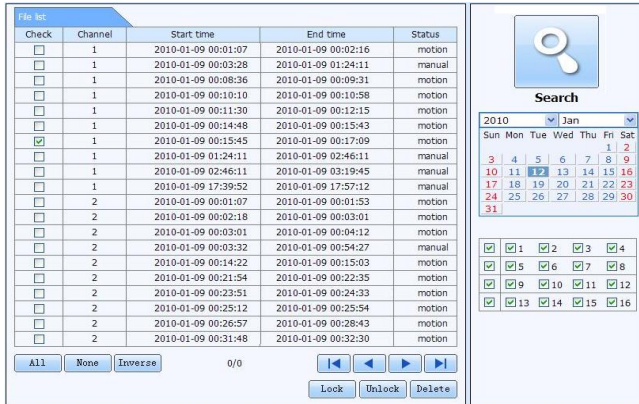 File list
Check Channel Start time End time Status
1 2010-01-09 00:01:07 2010-01-09 00:02:16 motion
1 2010-01-09 00:03:28 2010-01-09 01:24:11 manual
1 2010-01-09 00:08:36 2010-01-09 00:09:31 motion
1 2010-01-09 00:10:10 2010-01-09 00:10:58 motion
1 2010-01-09 00:11:30 2010-01-09 00:12:15 motion
1 2010-01-09 00:14:48 2010-01-09 00:15:43 motion
1 2010-01-09 00:15:45 2010-01-09 00:17:09 motion
1 2010-01-09 01:24:11 2010-01-09 02:46:11 manual
1 2010-01-09 02:46:11 2010-01-09 03:19:45 manual
1 2010-01-09 17:39:52 2010-01-09 17:57:12 manual
2 2010-01-09 00:01:07 2010-01-09 00:01:53 motion
2 2010-01-09 00:02:18 2010-01-09 00:03:01 motion
2 2010-01-09 00:03:01 2010-01-09 00:04:12 motion
2 2010-01-09 00:03:32 2010-01-09 00:54:27 manual
2 2010-01-09 00:14:22 2010-01-09 00:15:03 motion
2 2010-01-09 00:21:54 2010-01-09 00:22:35 motion
2 2010-01-09 00:23:51 2010-01-09 00:24:33 motion
2 2010-01-09 00:25:12 2010-01-09 00:25:54 motion
2 2010-01-09 00:26:57 2010-01-09 00:28:43 motion
2 2010-01-09 00:31:48 2010-01-09 00:32:30 motion
All None Inverse 0/0
Lock Unlock Delete
Search
2010 Jan
Sun Mon Tue Wed Thu Fri Sat
1 2
3 4 5 6 7 8 9
10 11 12 13 14 15 16
17 18 19 20 21 22 23
24 25 26 27 28 29 30
31
1 2 3 4
5 6 7 8
9 10 11 12
13 14 15 16